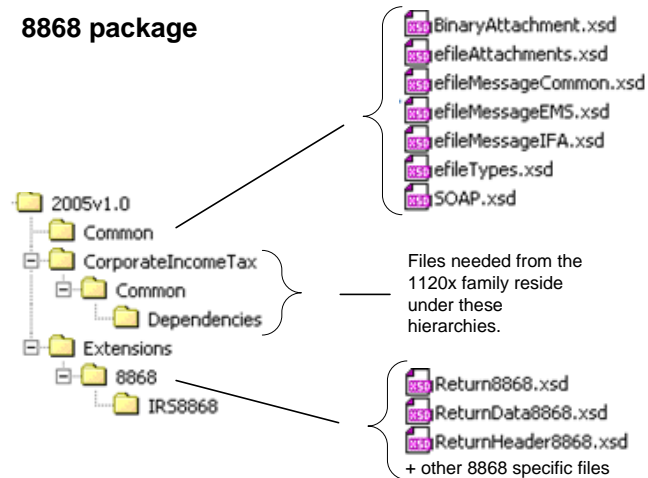 8868 package
BinaryAttachment.xsd
efileAttachments.xsd
efileMessageCommon.xsd
efileMessageEMS.xsd
efileMessageIFA.xsd
efileTypes.xsd
SOAP.xsd
2005v1.0
Common
CorporateIncomeTax
Common
Dependencies
Extensions
8868
IRS8868
Files needed from the
1120x family reside
under these
hierarchies.
Return8868.xsd
ReturnData8868.xsd
ReturnHeader8868.xsd
+ other 8868 specific files